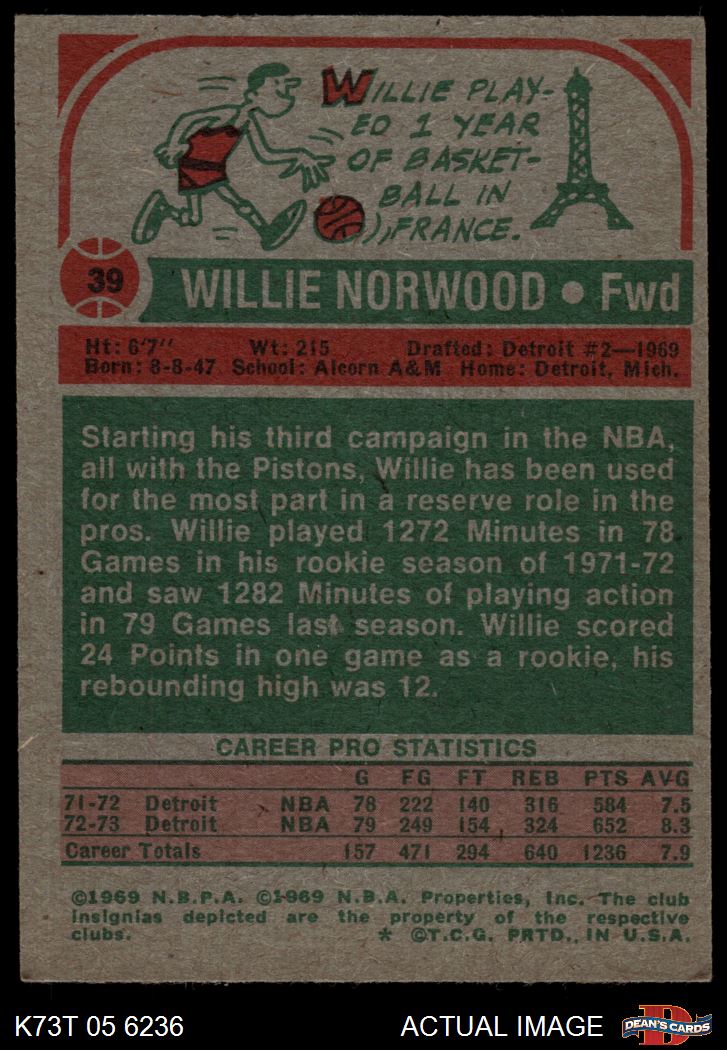 WILLIE PLAY-
ED 1 YEAR
OF BASKET-
BALL IN
FRANCE.
39
WILLIE NORWOOD • Fwd
Ht: 6'7" Wt: 215 Drafted: Detroit #2—1969
Born: 8-8-47 School: Alcorn A&M Home: Detroit, Mich.
Starting his third campaign in the NBA,
all with the Pistons, Willie has been used
for the most part in a reserve role in the
pros. Willie played 1272 Minutes in 78
Games in his rookie season of 1971-72
and saw 1282 Minutes of playing action
in 79 Games last season. Willie scored
24 Points in one game as a rookie, his
rebounding high was 12.
CAREER PRO STATISTICS
G FG FT REB PTS AVG
71-72 Detroit NBA 78 222 140 316 584 7.5
72-73 Detroit NBA 79 249 154 324 652 8.3
Career Totals 157 471 294 640 1236 7.9
©1969 N.B.P.A. ©1969 N.B.A. Properties, Inc. The club
insignias depicted are the property of the respective
clubs. * ©T.C.G. PRTD., IN U.S.A.
K73T 05 6236 ACTUAL IMAGE
D
DEAN'S CARDS